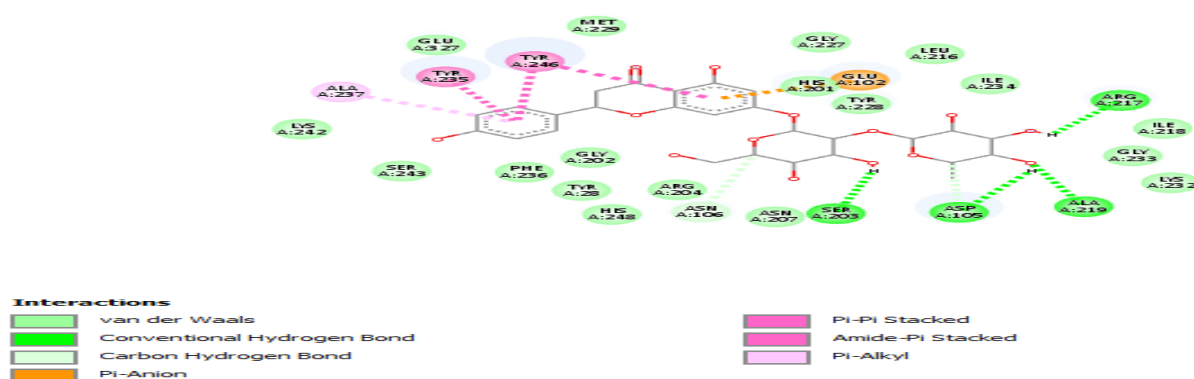 MET
A:229
GLU
A:327
TYR
A:246
GLY
A:227
LEU
A:216
TYR
A:235
HIS
A:201
GLU
A:102
ILE
A:234
ALA
A:237
TYR
A:228
ARG
A:217
LYS
A:242
ILE
A:218
H
SER
A:243
PHE
A:236
GLY
A:202
GLY
A:233
TYR
A:28
ARG
A:204
H
H
LYS
A:232
HIS
A:248
ASN
A:106
ASN
A:207
SER
A:203
ASP
A:105
ALA
A:219
Interactions
van der Waals
Conventional Hydrogen Bond
Carbon Hydrogen Bond
Pi-Anion
Pi-Pi Stacked
Amide-Pi Stacked
Pi-Alkyl